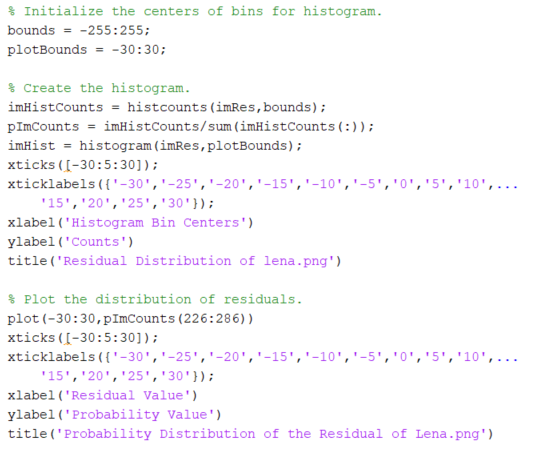 % Initialize the centers of bins for histogram.
bounds = -255:255;
plotBounds = -30:30;
% Create the histogram.
imHistCounts = histcounts(imRes,bounds);
pImCounts = imHistCounts/sum(imHistCounts(:));
imHist = histogram(imRes,plotBounds);
xticks([-30:5:30]);
xticklabels({'-30','-25','-20','-15','-10','-5','0','5','10',...
'15','20','25','30'});
xlabel('Histogram Bin Centers')
ylabel('Counts')
title('Residual Distribution of lena.png')
% Plot the distribution of residuals.
plot(-30:30,pImCounts(226:286))
xticks([-30:5:30]);
xticklabels({'-30','-25','-20','-15','-10','-5','0','5','10',...
'15','20','25','30'});
xlabel('Residual Value')
ylabel('Probability Value')
title('Probability Distribution of the Residual of Lena.png')